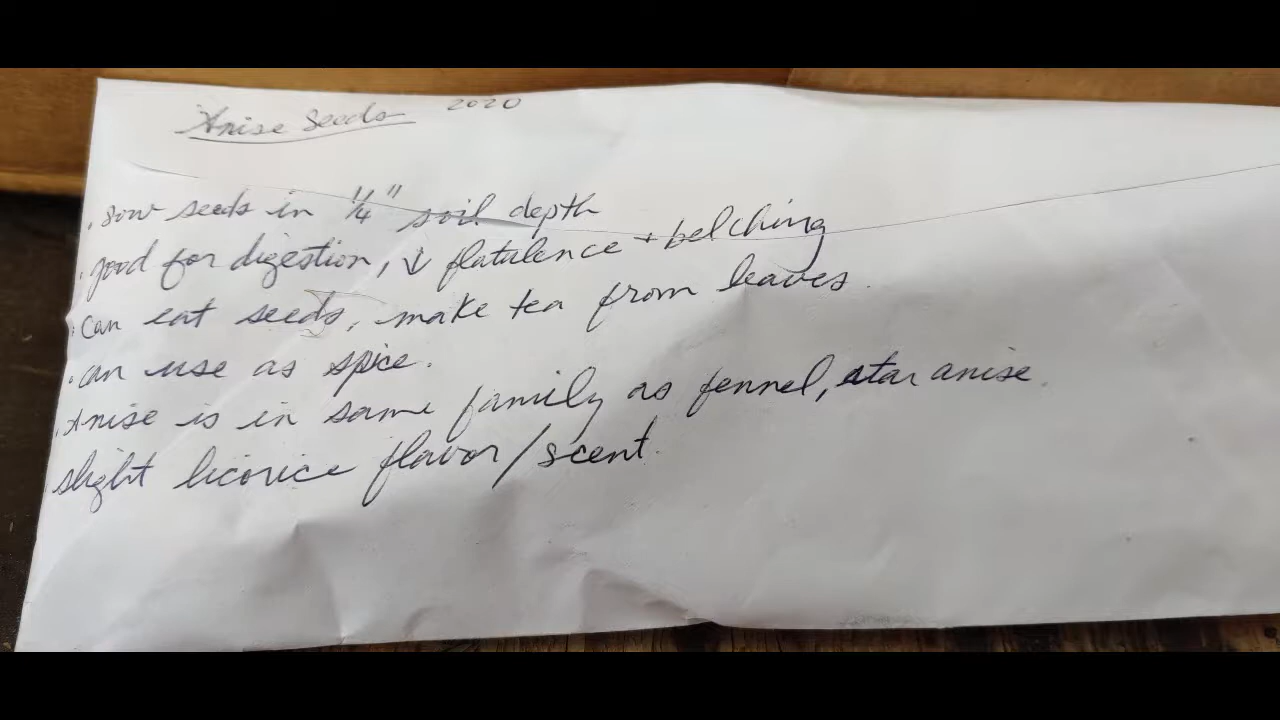 Anise Seeds 2020
. sow seeds in 1/4" soil depth
. good for digestion, ↓ flatulence + belching
. can eat seeds, make tea from leaves.
. can use as spice.
. Anise is in same family as fennel, star anise.
slight licorice flavor/scent.